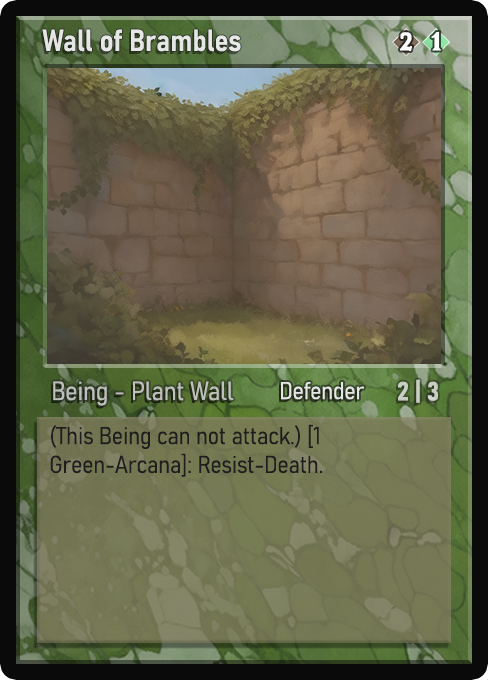 Wall of Brambles 2 1
Being - Plant Wall Defender 2 | 3
(This Being can not attack.) [1
Green-Arcana]: Resist-Death.